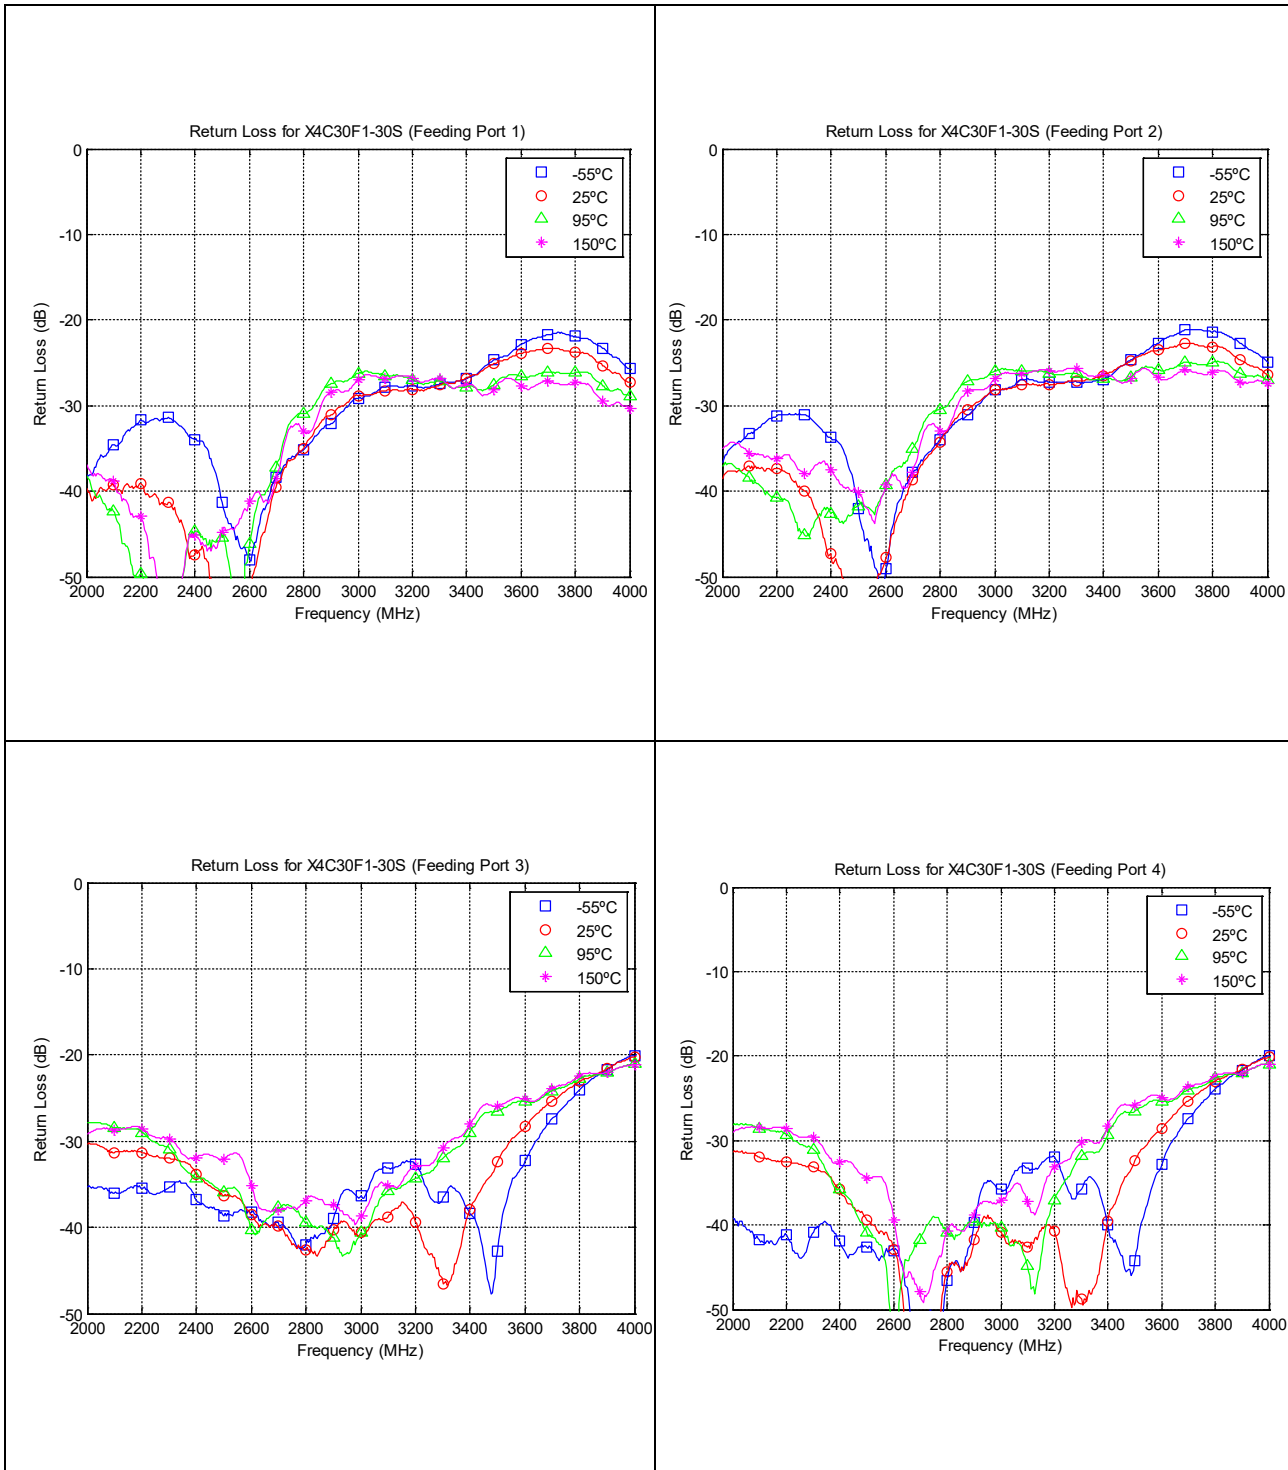 Return Loss for X4C30F1-30S (Feeding Port 1)
0
-10
-20
-30
-40
-50
Return Loss (dB)
-55ºC
25ºC
95ºC
150ºC
2000 2200 2400 2600 2800 3000 3200 3400 3600 3800 4000
Frequency (MHz)
Return Loss for X4C30F1-30S (Feeding Port 2)
0
-10
-20
-30
-40
-50
Return Loss (dB)
-55ºC
25ºC
95ºC
150ºC
2000 2200 2400 2600 2800 3000 3200 3400 3600 3800 4000
Frequency (MHz)
Return Loss for X4C30F1-30S (Feeding Port 3)
0
-10
-20
-30
-40
-50
Return Loss (dB)
-55ºC
25ºC
95ºC
150ºC
2000 2200 2400 2600 2800 3000 3200 3400 3600 3800 4000
Frequency (MHz)
Return Loss for X4C30F1-30S (Feeding Port 4)
0
-10
-20
-30
-40
-50
Return Loss (dB)
-55ºC
25ºC
95ºC
150ºC
2000 2200 2400 2600 2800 3000 3200 3400 3600 3800 4000
Frequency (MHz)